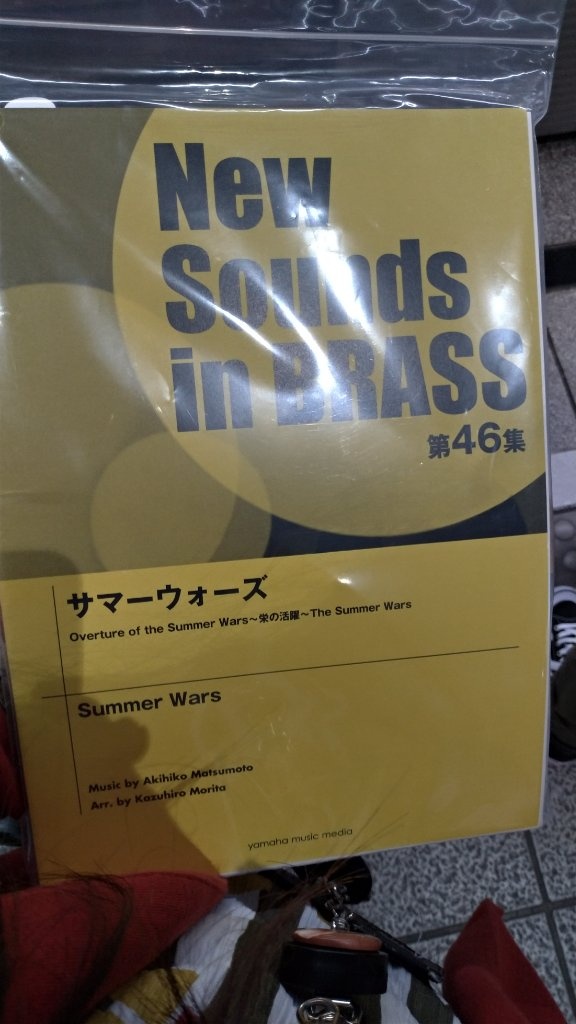 New
Sounds
in BRASS
第46集
サマーウォーズ
Overture of the Summer Wars～栄の活躍～The Summer Wars
Summer Wars
Music by Akihiko Matsumoto
Arr. by Kazuhiro Morita
yamaha music media